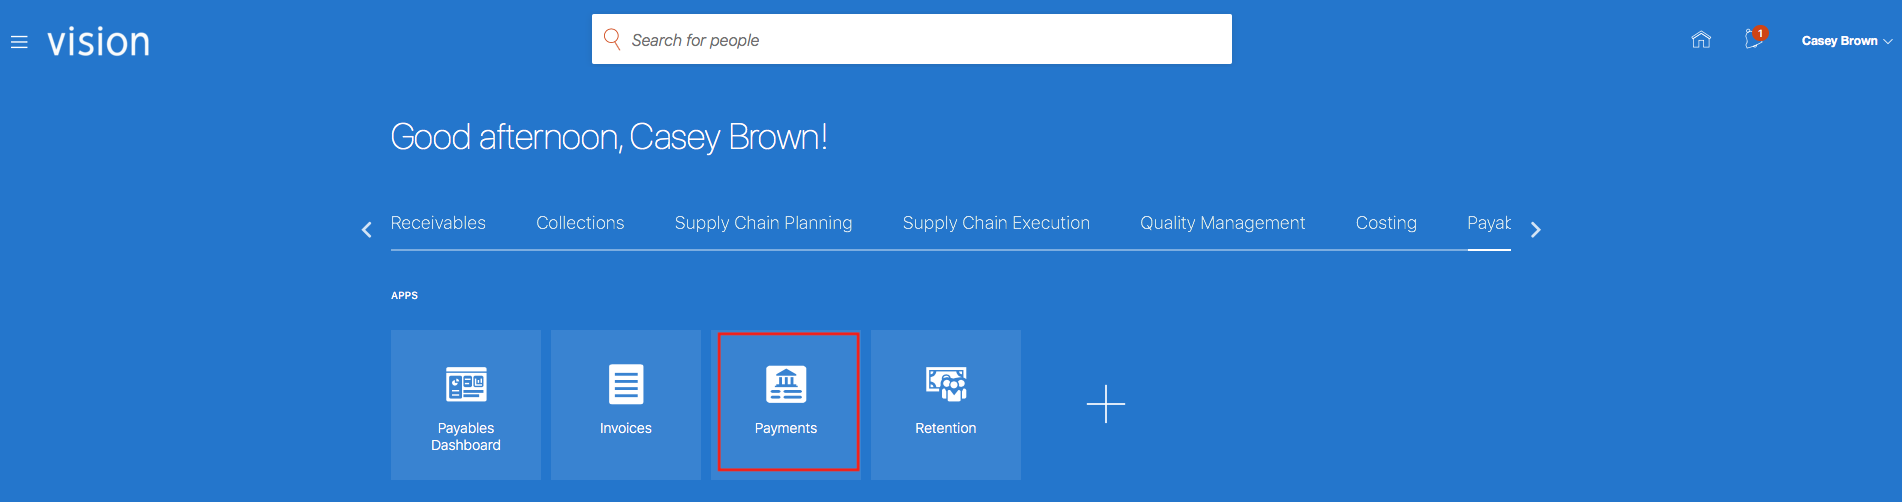 vision
Search for people
1
Casey Brown
Good afternoon, Casey Brown!
Receivables Collections Supply Chain Planning Supply Chain Execution Quality Management Costing Payab
APPS
Payables
Dashboard
Invoices
Payments
Retention